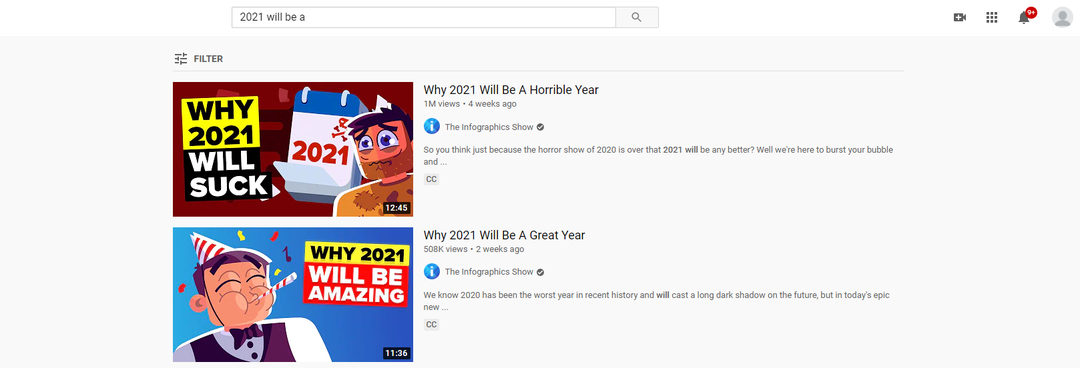 2021 will be a
9+
FILTER
WHY
2021
WILL
SUCK
2021
12:45
Why 2021 Will Be A Horrible Year
1M views • 4 weeks ago
The Infographics Show
So you think just because the horror show of 2020 is over that 2021 will be any better? Well we're here to burst your bubble
and ...
CC
WHY 2021
WILL BE
AMAZING
11:36
Why 2021 Will Be A Great Year
508K views • 2 weeks ago
The Infographics Show
We know 2020 has been the worst year in recent history and will cast a long dark shadow on the future, but in today's epic
new ...
CC